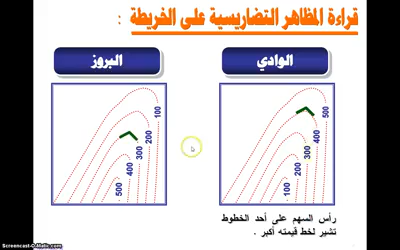 قراءة المظاهر التضاريسية على الخريطة :
الوادي
البروز
500
400
300
200
100
100
200
300
400
500
رأس السهم على أحد الخطوط
تشير لخط قيمته أكبر .
Screencast-O-Matic.com